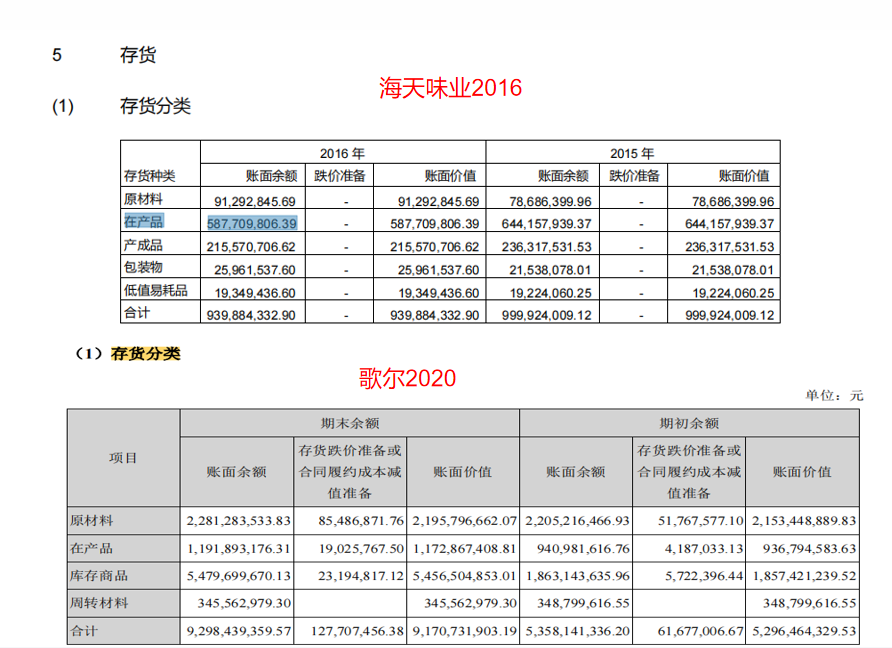 5 存货
海天味业2016
(1) 存货分类
2016 年 2015 年
存货种类 账面余额 跌价准备 账面价值 账面余额 跌价准备 账面价值
原材料 91,292,845.69 - 91,292,845.69 78,686,399.96 - 78,686,399.96
在产品 587,709,806.39 - 587,709,806.39 644,157,939.37 - 644,157,939.37
产成品 215,570,706.62 - 215,570,706.62 236,317,531.53 - 236,317,531.53
包装物 25,961,537.60 - 25,961,537.60 21,538,078.01 - 21,538,078.01
低值易耗品 19,349,436.60 - 19,349,436.60 19,224,060.25 - 19,224,060.25
合计 939,884,332.90 - 939,884,332.90 999,924,009.12 - 999,924,009.12
（1）存货分类
歌尔2020
单位：元
项目 期末余额 期初余额
账面余额 存货跌价准备或合同履约成本减值准备 账面价值 账面余额 存货跌价准备或合同履约成本减值准备 账面价值
原材料 2,281,283,533.83 85,486,871.76 2,195,796,662.07 2,205,216,466.93 51,767,577.10 2,153,448,889.83
在产品 1,191,893,176.31 19,025,767.50 1,172,867,408.81 940,981,616.76 4,187,033.13 936,794,583.63
库存商品 5,479,699,670.13 23,194,817.12 5,456,504,853.01 1,863,143,635.96 5,722,396.44 1,857,421,239.52
周转材料 345,562,979.30 345,562,979.30 348,799,616.55 348,799,616.55
合计 9,298,439,359.57 127,707,456.38 9,170,731,903.19 5,358,141,336.20 61,677,006.67 5,296,464,329.53